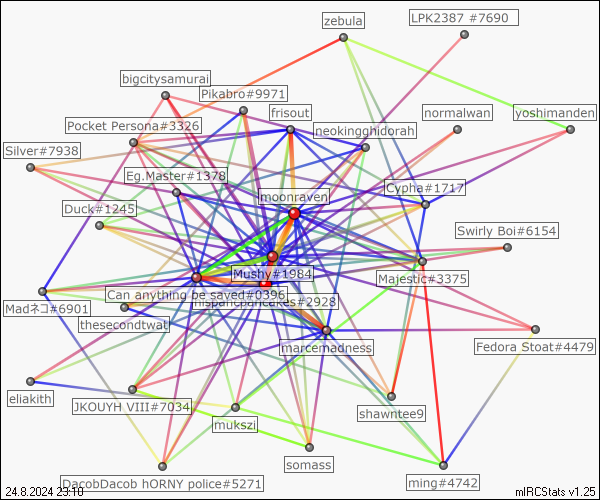 LPK2387 #7690
zebula
bigcitysamurai
Pikabro#9971
frisout
normalwan
yoshimanden
Pocket Persona#3326
neokingghidorah
Silver#7938
Eg.Master#1378
moonraven
Cypha#1717
Duck#1245
Swirly Boi#6154
Mushy#1984
Majestic#3375
Can anything be saved#0396
Madネコ#6901
hispanicpancakes#2928
thesecondtwat
marcemadness
Fedora Stoat#4479
eliakith
JKOUYH VIII#7034
shawntee9
mukszi
somass
DacobDacob hORNY police#5271
ming#4742
24.8.2024 23:10
mIRCStats v1.25